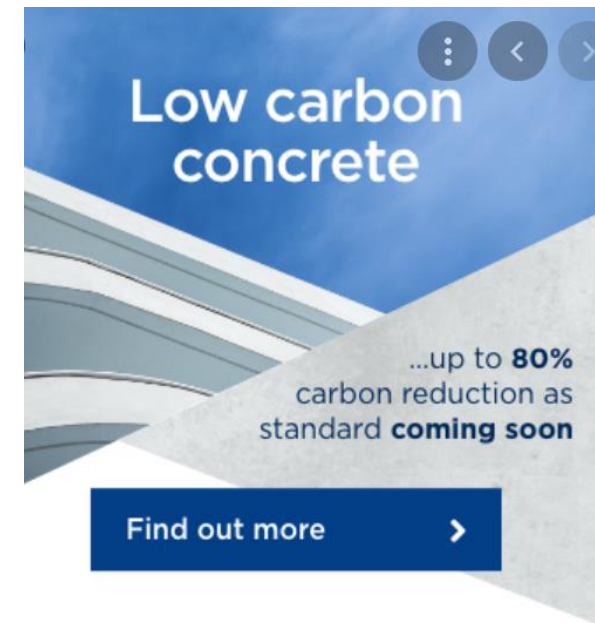 Low carbon
concrete
...up to 80%
carbon reduction as
standard coming soon
Find out more